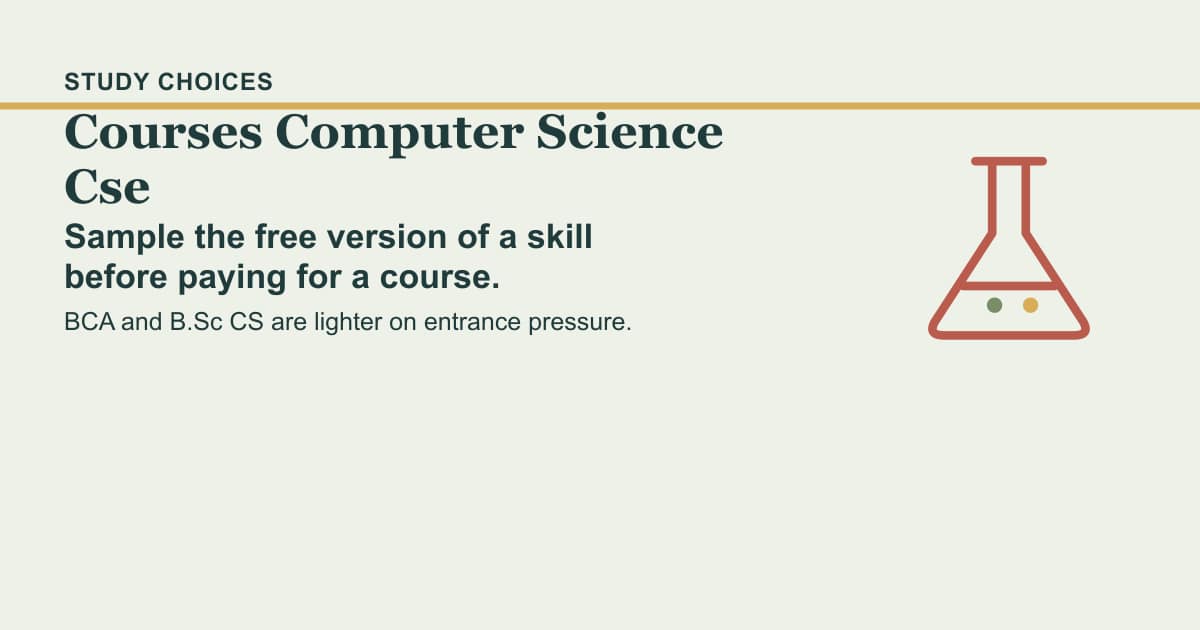 STUDY CHOICES
Courses Computer Science
Cse
Sample the free version of a skill
before paying for a course.
BCA and B.Sc CS are lighter on entrance pressure.